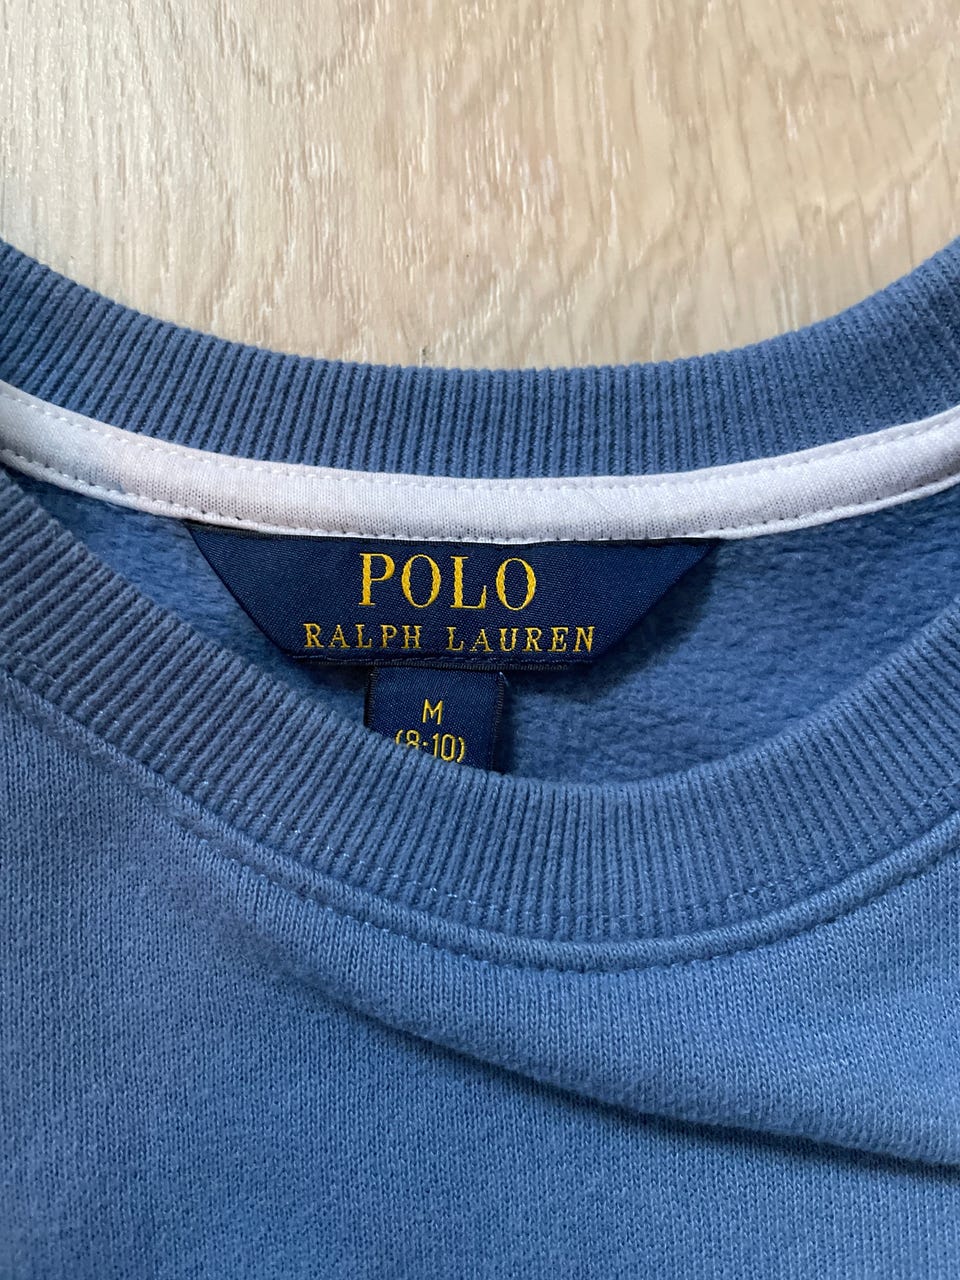 POLO
RALPH LAUREN
M
(8-10)